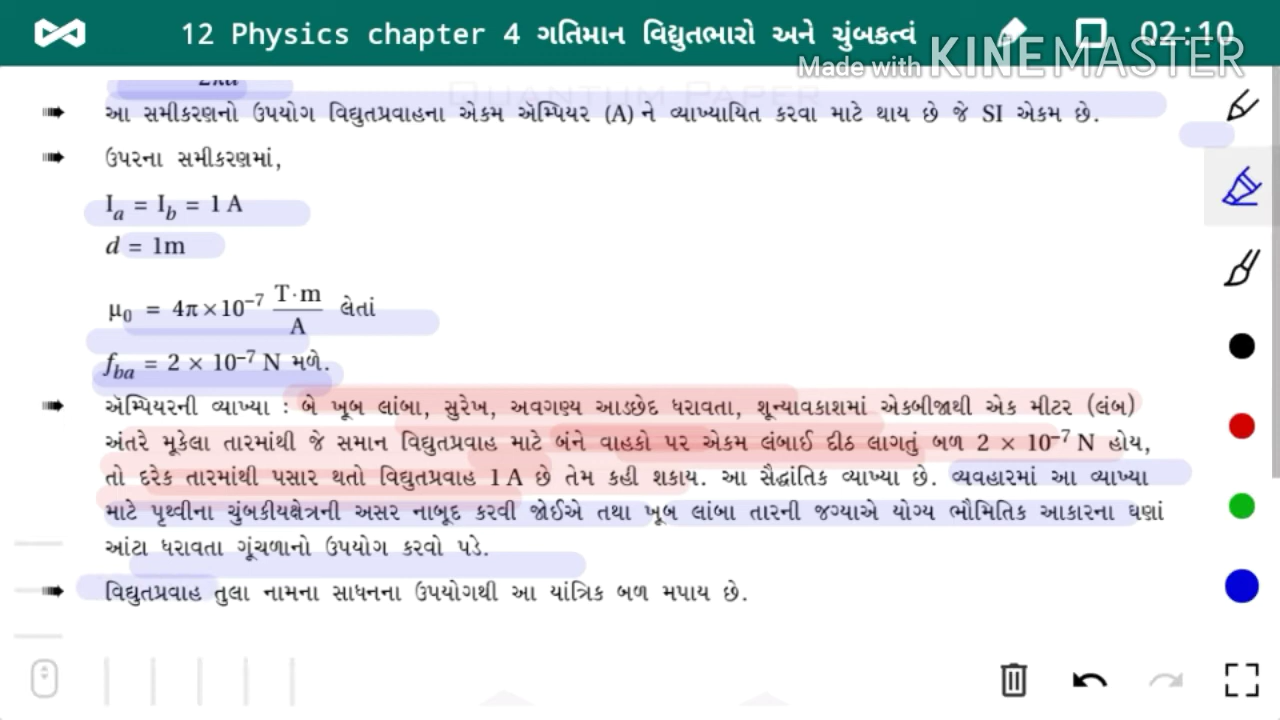 12 Physics chapter 4 ગતિમાન વિદ્યુતભારો અને ચુંબકત્વં
02:10
Made with KINEMASTER
QUANTUM PAPER
2πd
આ સમીકરણનો ઉપયોગ વિદ્યુતપ્રવાહના એકમ ઍમ્પિયર (A) ને વ્યાખ્યાયિત કરવા માટે થાય છે જે SI એકમ છે.
ઉપરના સમીકરણમાં,
Iₐ = I_b = 1 A
d = 1m
μ₀ = 4π × 10⁻⁷ T·m/A લેતાં
f_ba = 2 × 10⁻⁷ N મળે.
ઍમ્પિયરની વ્યાખ્યા : બે ખૂબ લાંબા, સુરેખ, અવગણ્ય આડછેદ ધરાવતા, શૂન્યાવકાશમાં એકબીજાથી એક મીટર (લંબ)
અંતરે મૂકેલા તારમાંથી જે સમાન વિદ્યુતપ્રવાહ માટે બંને વાહકો પર એકમ લંબાઈ દીઠ લાગતું બળ 2 × 10⁻⁷ N હોય,
તો દરેક તારમાંથી પસાર થતો વિદ્યુતપ્રવાહ 1 A છે તેમ કહી શકાય. આ સૈદ્ધાંતિક વ્યાખ્યા છે. વ્યવહારમાં આ વ્યાખ્યા
માટે પૃથ્વીના ચુંબકીયક્ષેત્રની અસર નાબૂદ કરવી જોઈએ તથા ખૂબ લાંબા તારની જગ્યાએ યોગ્ય ભૌમિતિક આકારના ઘણાં
આંટા ધરાવતા ગૂંચળાનો ઉપયોગ કરવો પડે.
વિદ્યુતપ્રવાહ તુલા નામના સાધનના ઉપયોગથી આ યાંત્રિક બળ મપાય છે.